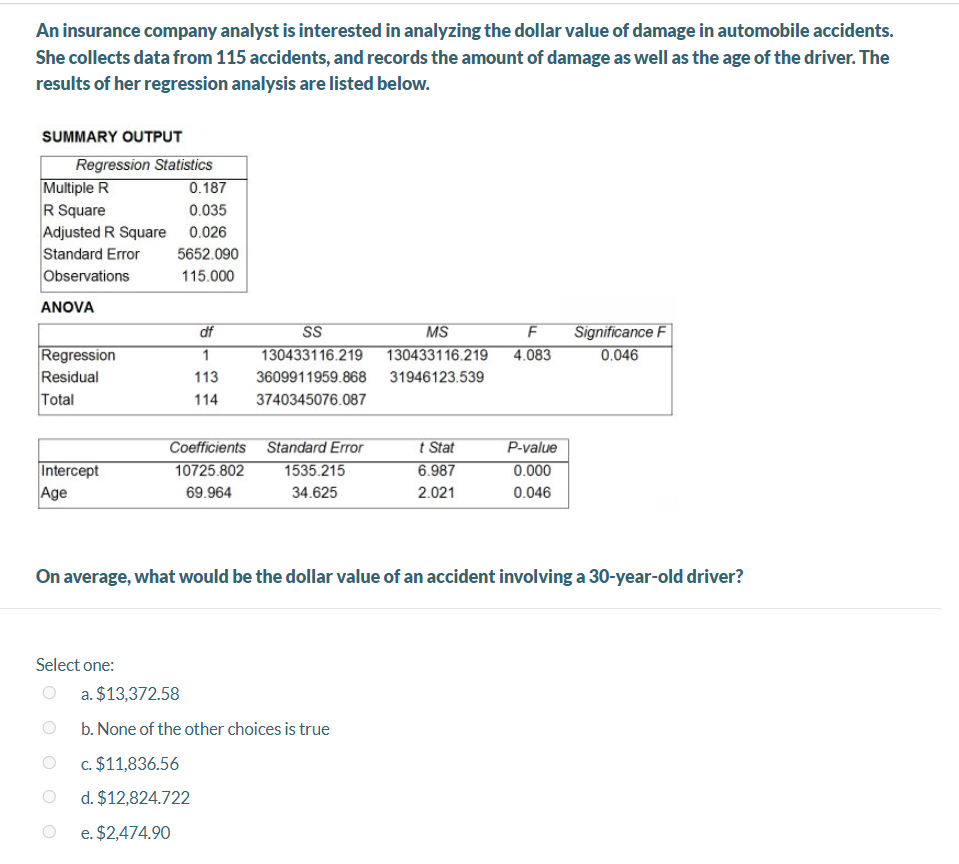 An insurance company analyst is interested in analyzing the dollar value of damage in automobile accidents.
She collects data from 115 accidents, and records the amount of damage as well as the age of the driver. The
results of her regression analysis are listed below.
SUMMARY OUTPUT
Regression Statistics
Multiple R 0.187
R Square 0.035
Adjusted R Square 0.026
Standard Error 5652.090
Observations 115.000
ANOVA
df SS MS F Significance F
Regression 1 130433116.219 130433116.219 4.083 0.046
Residual 113 3609911959.868 31946123.539
Total 114 3740345076.087
Coefficients Standard Error t Stat P-value
Intercept 10725.802 1535.215 6.987 0.000
Age 69.964 34.625 2.021 0.046
On average, what would be the dollar value of an accident involving a 30-year-old driver?
Select one:
a. $13,372.58
b. None of the other choices is true
c. $11,836.56
d. $12,824.722
e. $2,474.90